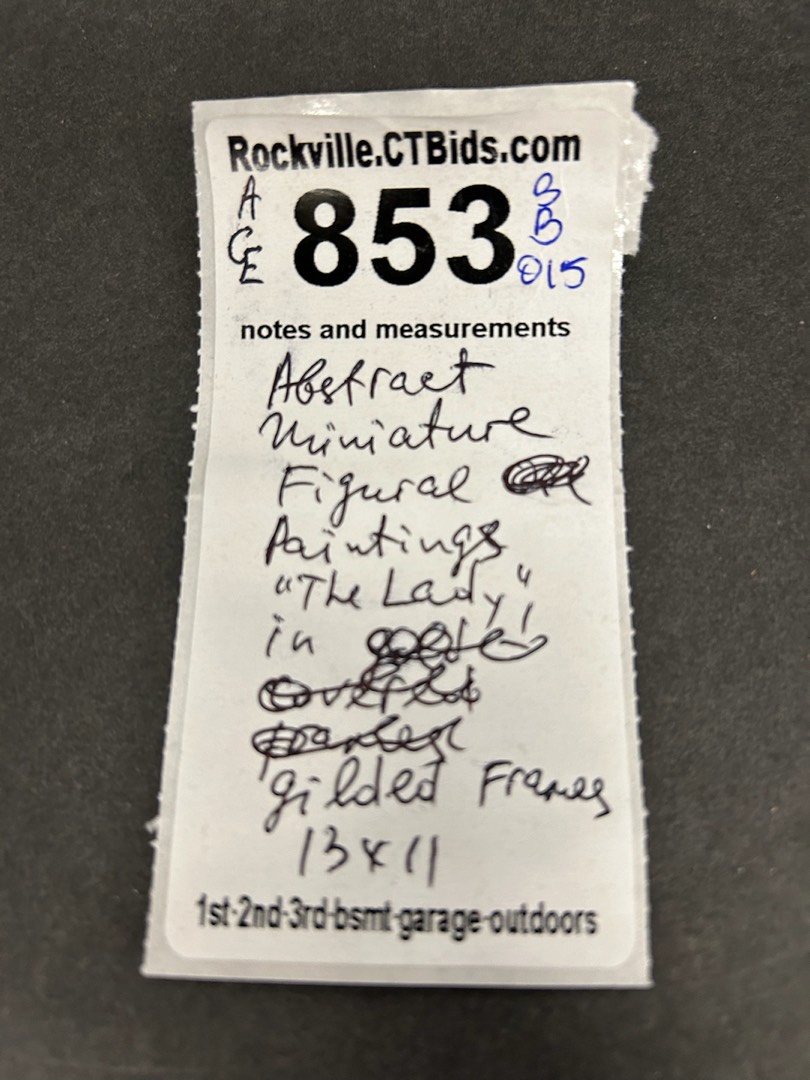 Rockville.CTBids.com
A
CE
853
B
015
notes and measurements
Abstract
Miniature
Figural
Paintings
"The Lady",
in
gilded Frames
13x11
1st-2nd-3rd-bsmt-garage-outdoors